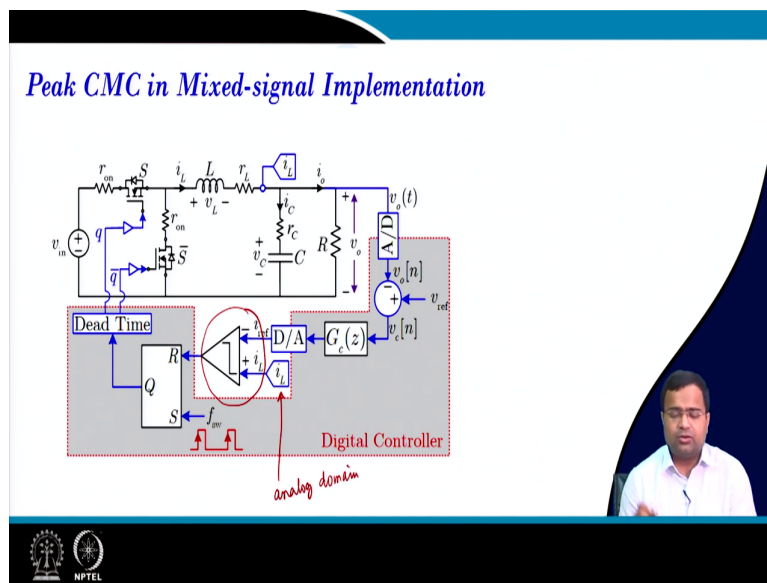 Peak CMC in Mixed-signal Implementation
r_on S i_L L r_L i_L i_o
+ v_L −
i_C
v_o(t)
q
r_on
r_C
+
A/D
v_in
+
−
q̄
S̄
+
v_C
−
C
R
v_o
v_o[n]
−
−
+
v_ref
Dead Time
− i_ref
D/A
G_c(z)
v_e[n]
R
+ i_L
i_L
Q
S
f_sw
Digital Controller
analog domain
NPTEL